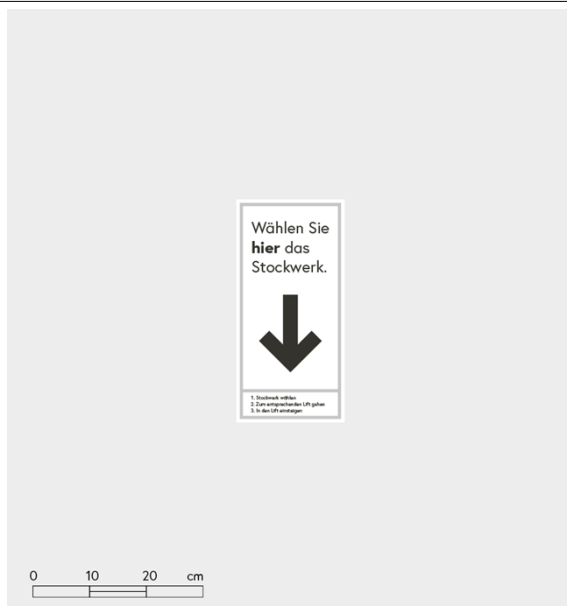 Wählen Sie
hier das
Stockwerk.
1. Stockwerk wählen
2. Zum entsprechenden Lift gehen
3. In den Lift einsteigen
0 10 20 cm